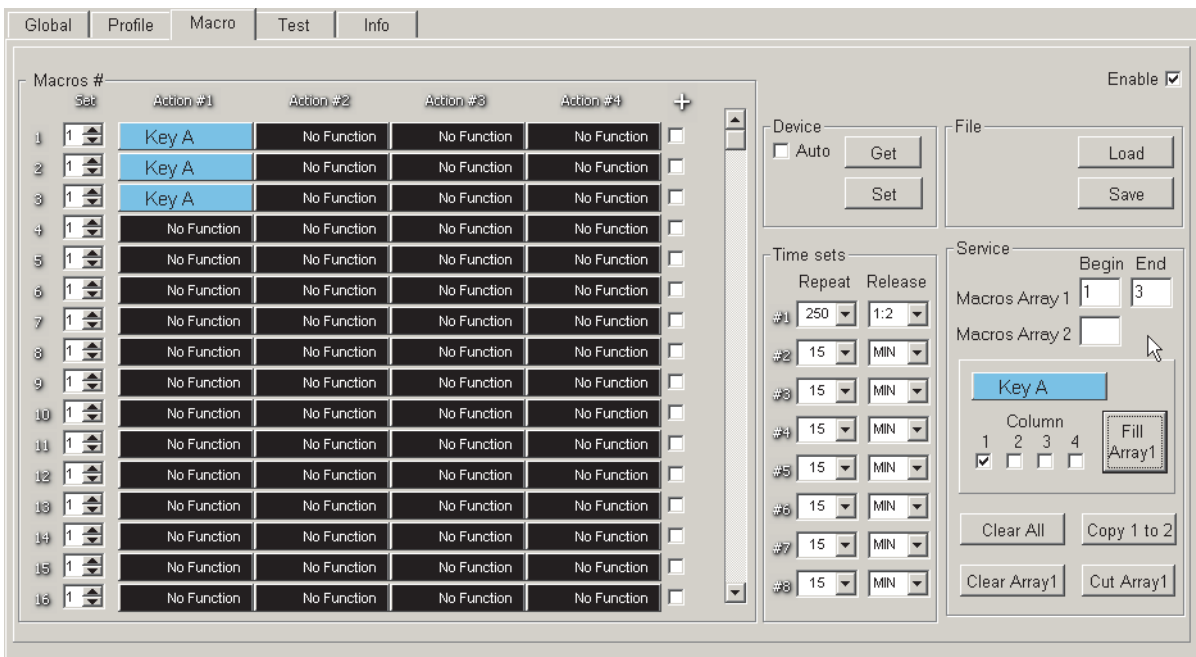 Global Profile Macro Test Info
Enable
Macros #
Set Action #1 Action #2 Action #3 Action #4 +
1 1 Key A No Function No Function No Function
2 1 Key A No Function No Function No Function
3 1 Key A No Function No Function No Function
4 1 No Function No Function No Function No Function
5 1 No Function No Function No Function No Function
6 1 No Function No Function No Function No Function
7 1 No Function No Function No Function No Function
8 1 No Function No Function No Function No Function
9 1 No Function No Function No Function No Function
10 1 No Function No Function No Function No Function
11 1 No Function No Function No Function No Function
12 1 No Function No Function No Function No Function
13 1 No Function No Function No Function No Function
14 1 No Function No Function No Function No Function
15 1 No Function No Function No Function No Function
16 1 No Function No Function No Function No Function
Device
Auto Get
Set
File
Load
Save
Time sets
Repeat Release
#1 250 1:2
#2 15 MIN
#3 15 MIN
#4 15 MIN
#5 15 MIN
#6 15 MIN
#7 15 MIN
#8 15 MIN
Service
Begin End
Macros Array 1 1 3
Macros Array 2
Key A
Column
1 2 3 4
Fill
Array1
Clear All Copy 1 to 2
Clear Array1 Cut Array1